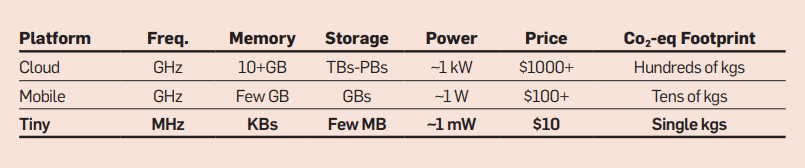 Platform Freq. Memory Storage Power Price Co₂-eq Footprint
Cloud GHz 10+GB TBs-PBs ~1 kW $1000+ Hundreds of kgs
Mobile GHz Few GB GBs ~1 W $100+ Tens of kgs
Tiny MHz KBs Few MB ~1 mW $10 Single kgs